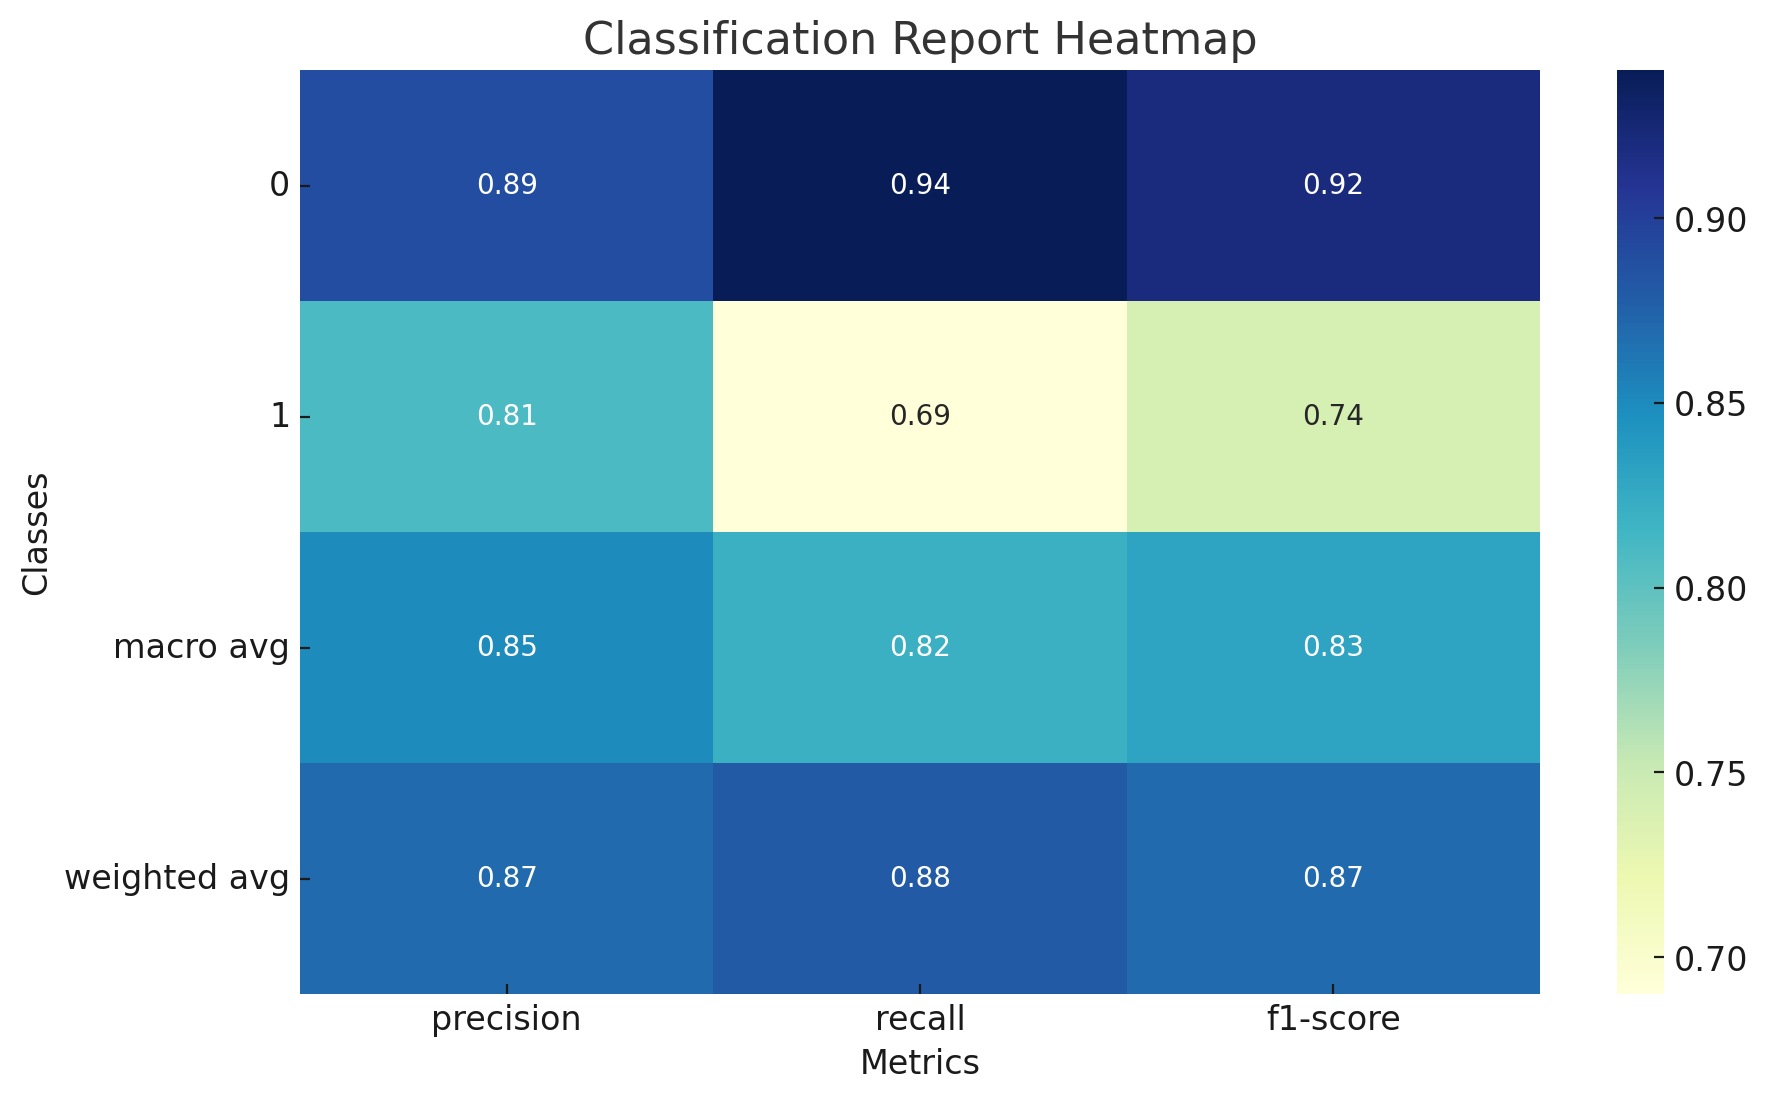 Classification Report Heatmap
0 0.89 0.94 0.92
1 0.81 0.69 0.74
macro avg 0.85 0.82 0.83
weighted avg 0.87 0.88 0.87
precision recall f1-score
Metrics
Classes
0.90
0.85
0.80
0.75
0.70